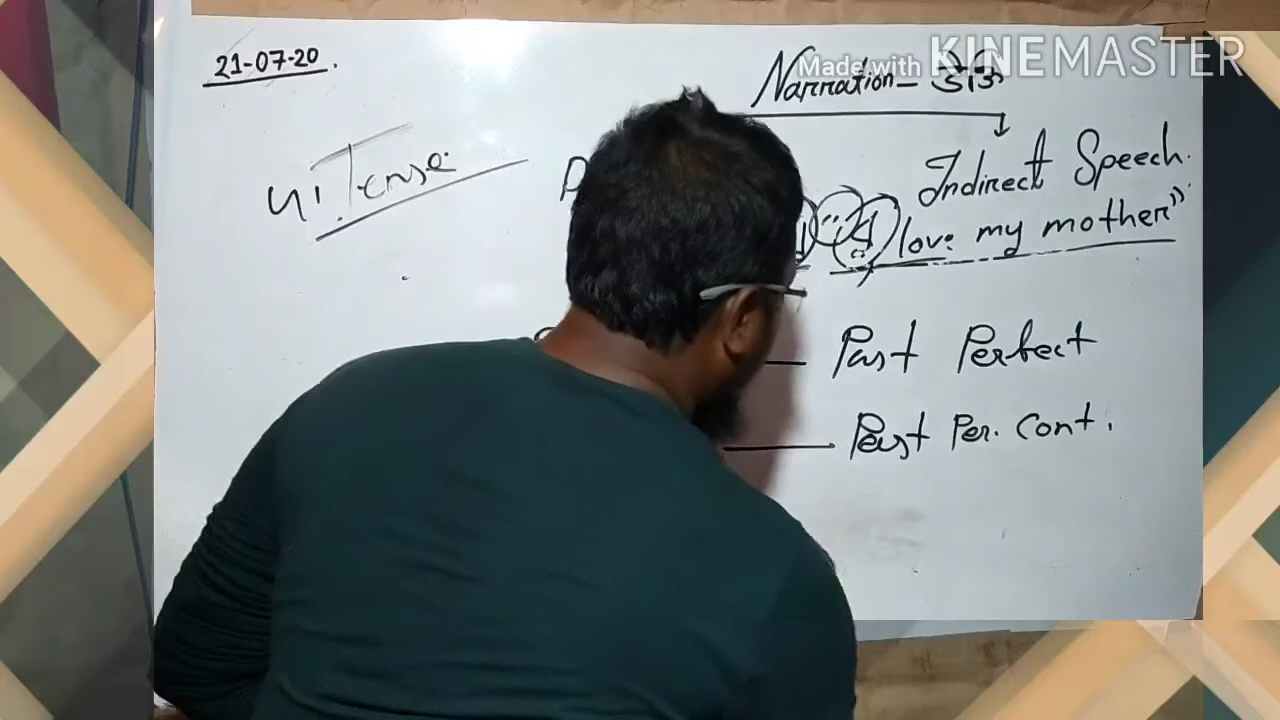 21-07-20.
Made with KINEMASTER
Narration –
4. Tense
Indirect Speech.
love my mother"
Past Perfect
Past Per. Cont.